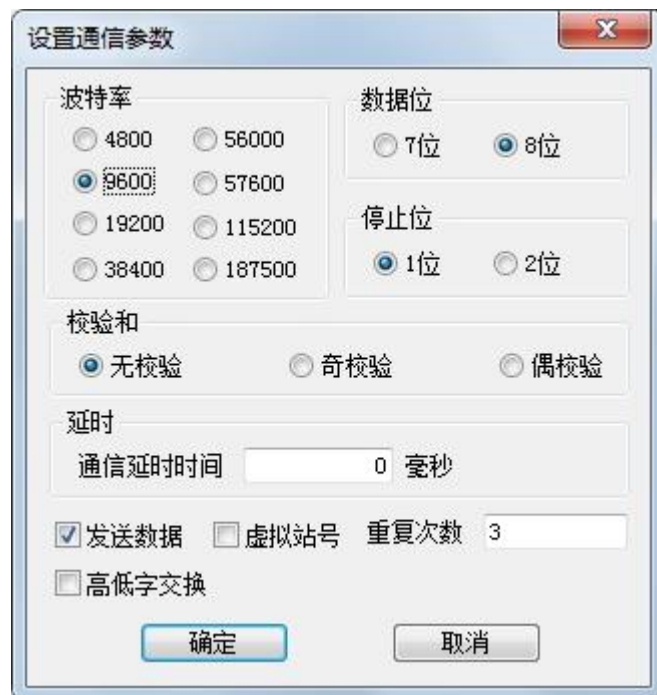 设置通信参数
波特率
4800
56000
9600
57600
19200
115200
38400
187500
数据位
7位
8位
停止位
1位
2位
校验和
无校验
奇校验
偶校验
延时
通信延时时间
0
毫秒
发送数据
虚拟站号
重复次数
3
高低字交换
确定
取消